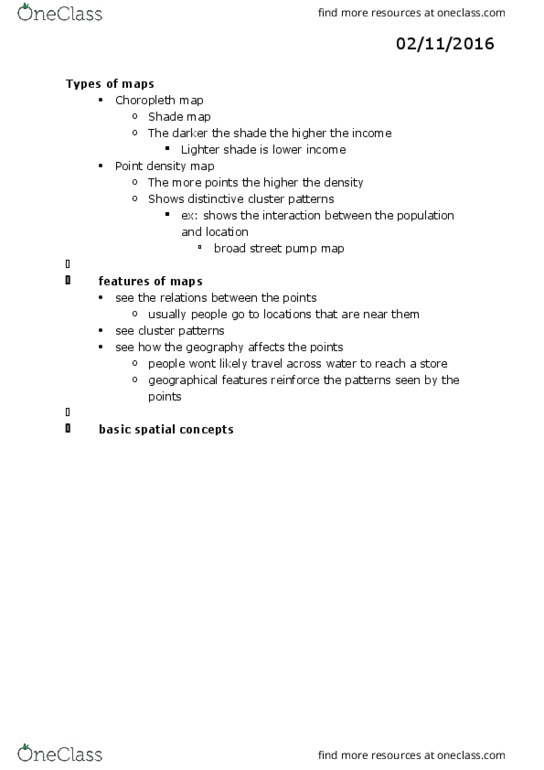 OneClass find more resources at oneclass.com
02/11/2016
Types of maps
• Choropleth map
o Shade map
o The darker the shade the higher the income
▪ Lighter shade is lower income
• Point density map
o The more points the higher the density
o Shows distinctive cluster patterns
▪ ex: shows the interaction between the population
and location
▫ broad street pump map
features of maps
• see the relations between the points
o usually people go to locations that are near them
• see cluster patterns
• see how the geography affects the points
o people wont likely travel across water to reach a store
o geographical features reinforce the patterns seen by the
points
basic spatial concepts
OneClass find more resources at oneclass.com